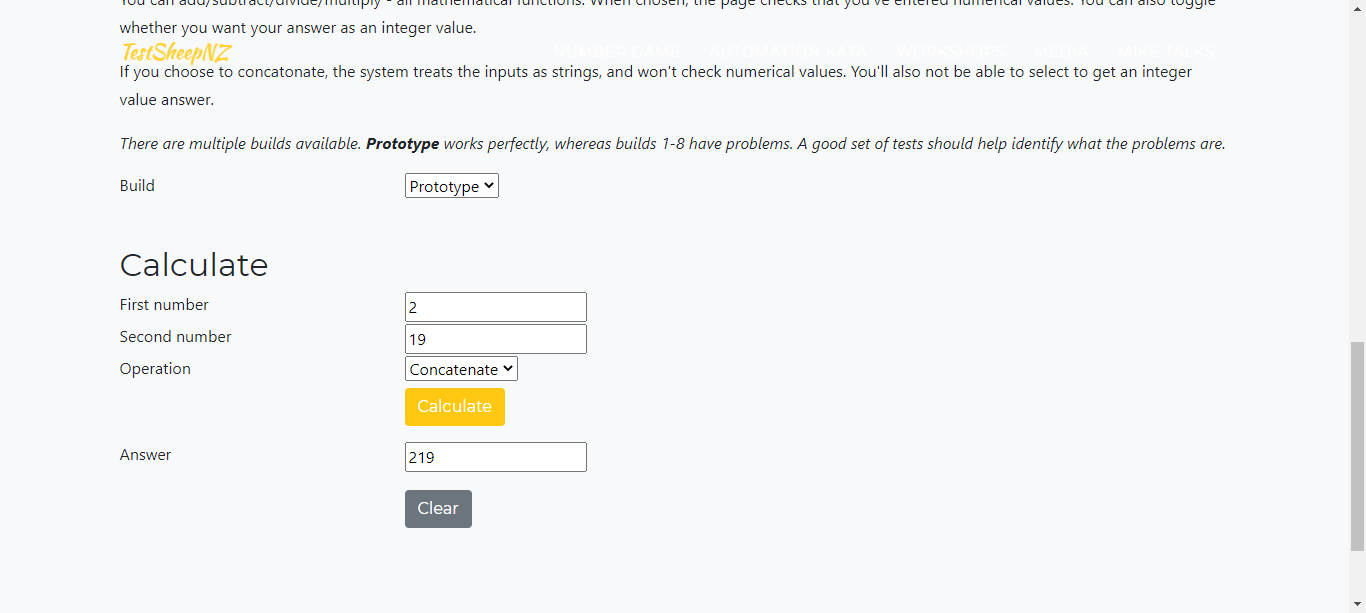 You can add/subtract/divide/multiply - all mathematical functions. When chosen, the page checks that you've entered numerical values. You can also toggle
whether you want your answer as an integer value.
TestSheepNZ NUMBER GAME AUTOMATION KATA WORKSHOPS MEDIA MIKE TALKS
If you choose to concatonate, the system treats the inputs as strings, and won't check numerical values. You'll also not be able to select to get an integer
value answer.
There are multiple builds available. Prototype works perfectly, whereas builds 1-8 have problems. A good set of tests should help identify what the problems are.
Build Prototype
Calculate
First number 2
Second number 19
Operation Concatenate
Calculate
Answer 219
Clear